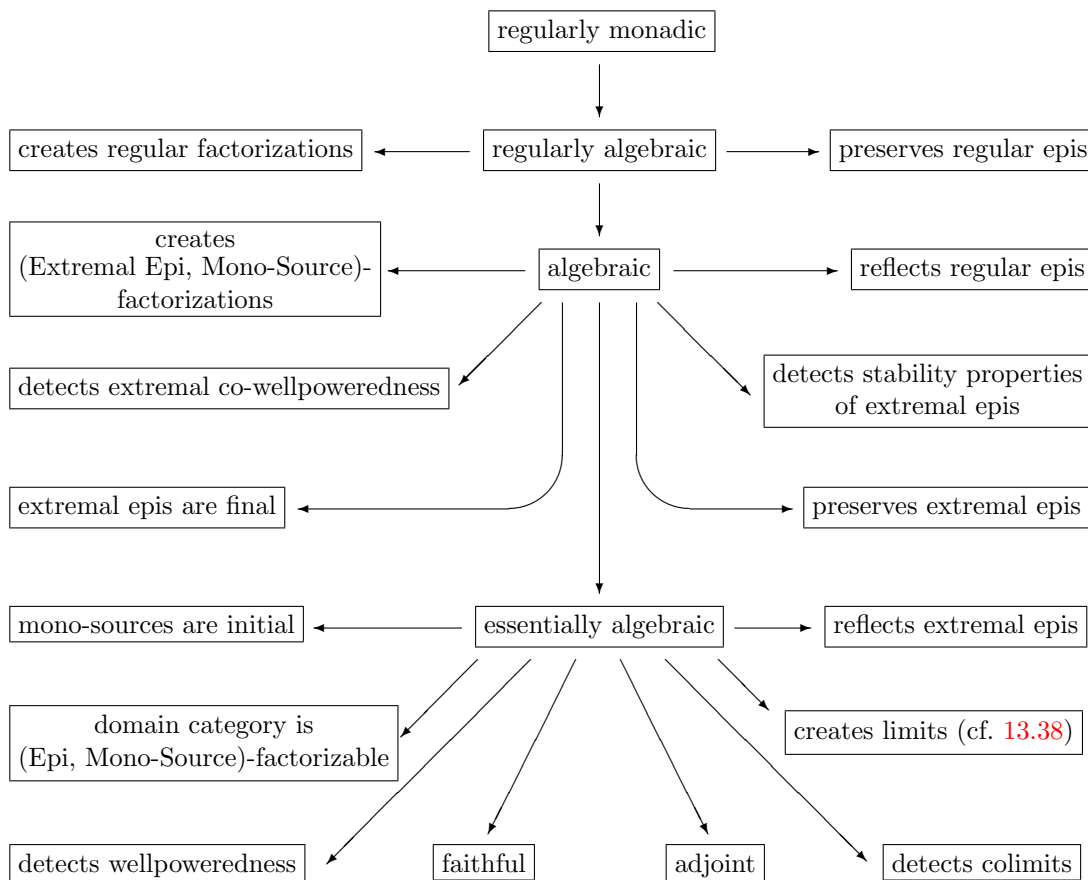 regularly monadic
creates regular factorizations
regularly algebraic
preserves regular epis
creates
(Extremal Epi, Mono-Source)-
factorizations
algebraic
reflects regular epis
detects extremal co-wellpoweredness
detects stability properties
of extremal epis
extremal epis are final
preserves extremal epis
mono-sources are initial
essentially algebraic
reflects extremal epis
domain category is
(Epi, Mono-Source)-factorizable
creates limits (cf. 13.38)
detects wellpoweredness
faithful
adjoint
detects colimits